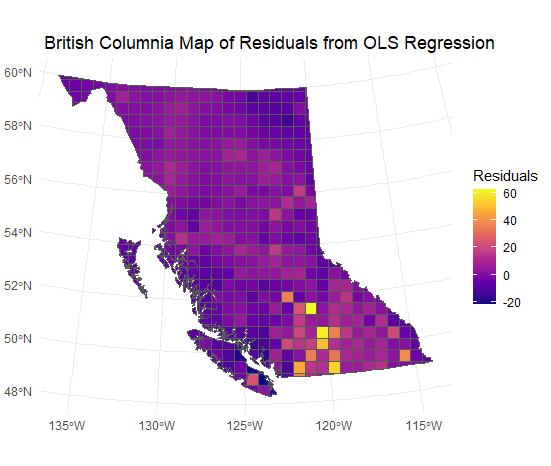 British Columnia Map of Residuals from OLS Regression
60°N
58°N
56°N
54°N
52°N
50°N
48°N
135°W
130°W
125°W
120°W
115°W
Residuals
60
40
20
0
-20